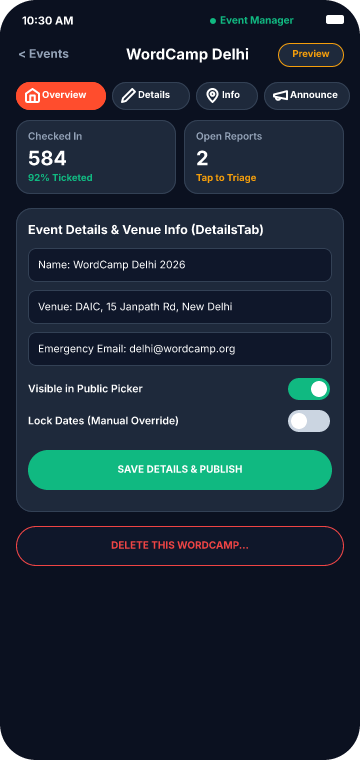 10:30 AM
Event Manager
< Events
WordCamp Delhi
Preview
Overview
Details
Info
Announce
Checked In
584
92% Ticketed
Open Reports
2
Tap to Triage
Event Details & Venue Info (DetailsTab)
Name: WordCamp Delhi 2026
Venue: DAIC, 15 Janpath Rd, New Delhi
Emergency Email: delhi@wordcamp.org
Visible in Public Picker
Lock Dates (Manual Override)
SAVE DETAILS & PUBLISH
DELETE THIS WORDCAMP...